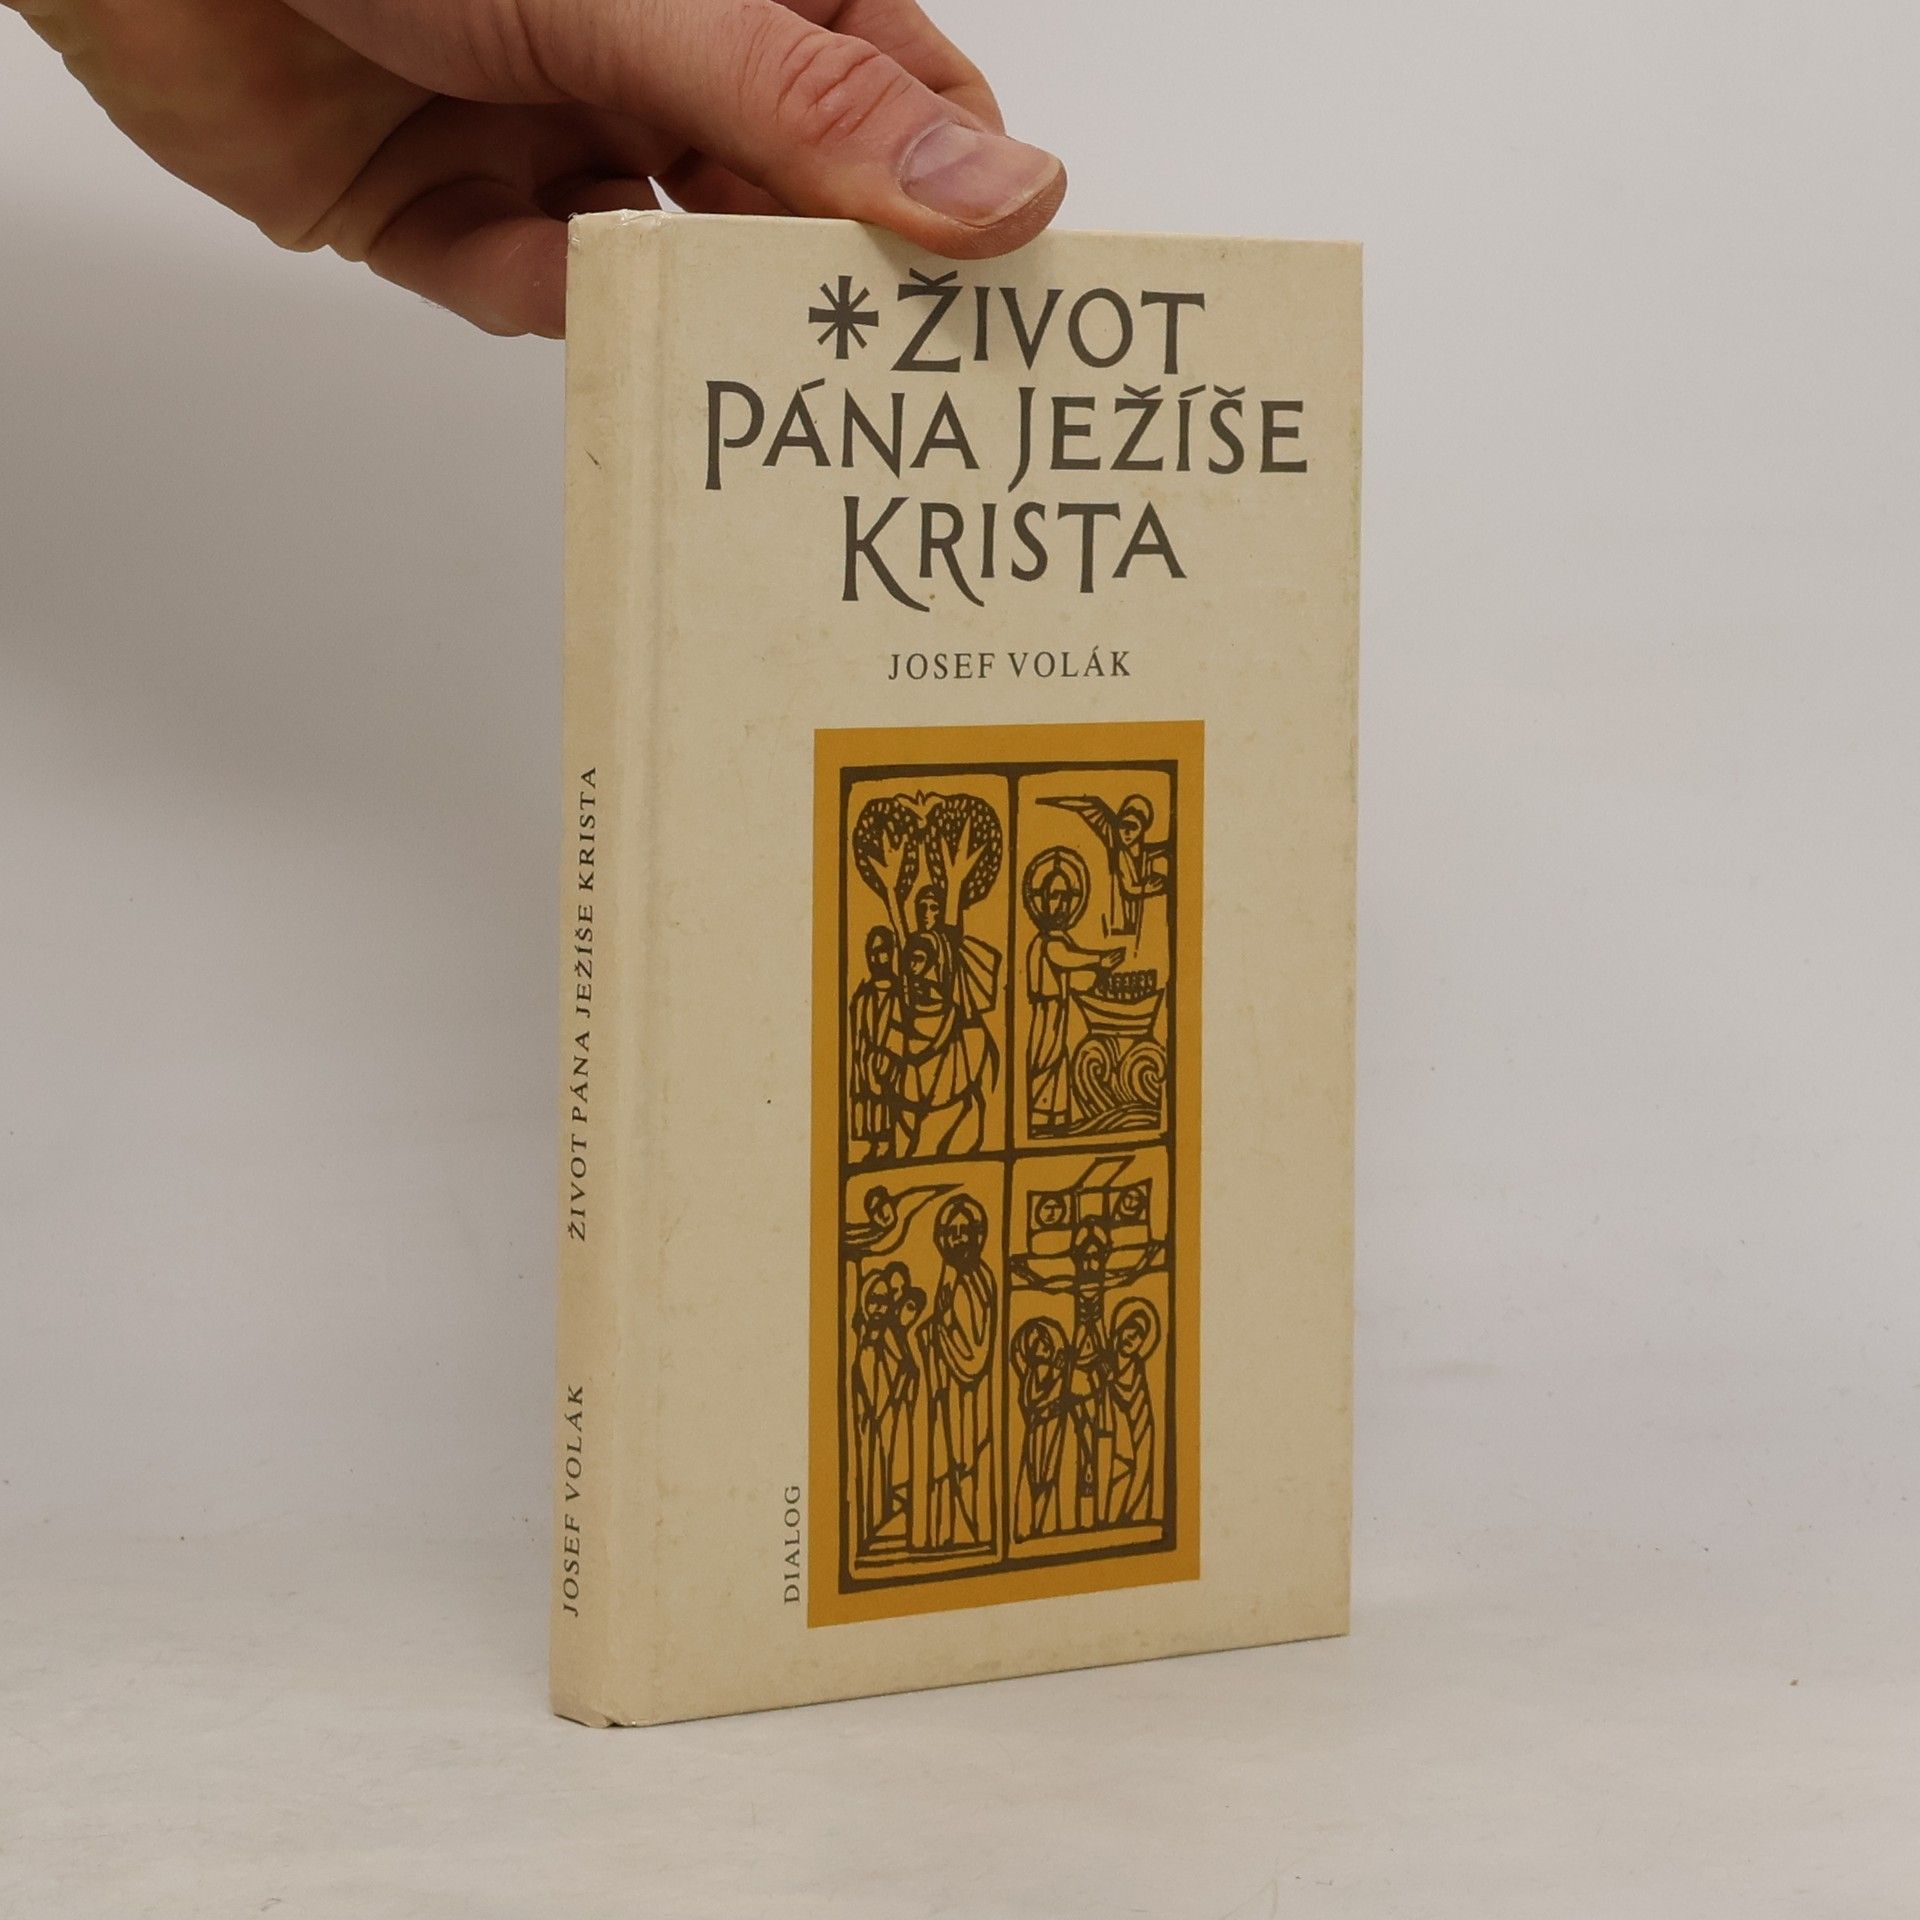 * ŽIVOT
PÁNA JEŽÍŠE
KRISTA
JOSEF VOLÁK
DIALOG
JOSEF VOLÁK ŽIVOT PÁNA JEŽÍŠE KRISTA